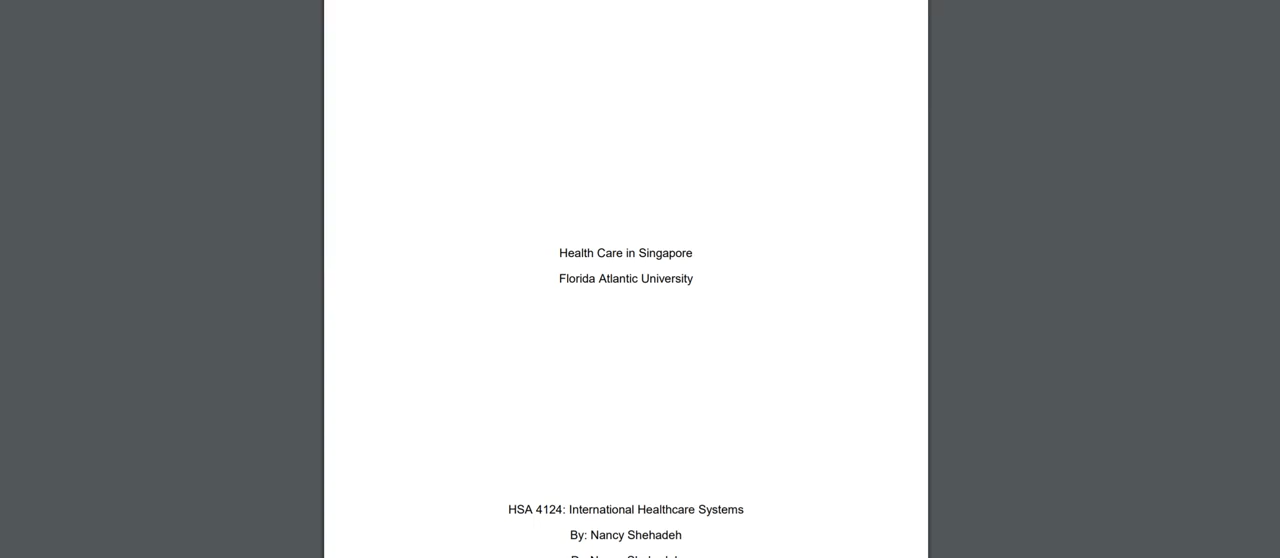 Health Care in Singapore
Florida Atlantic University
HSA 4124: International Healthcare Systems
By: Nancy Shehadeh